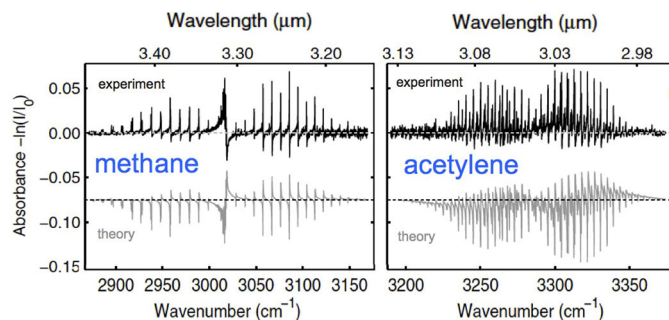 Wavelength (μm)
3.40 3.30 3.20
Wavelength (μm)
3.13 3.06 3.03 2.98
Absorbance −ln(I/I0)
0.05
0.00
−0.05
−0.10
−0.15
experiment
methane
theory
experiment
acetylene
theory
2900 2950 3000 3050 3100 3150
Wavenumber (cm−1)
3200 3250 3300 3350
Wavenumber (cm−1)